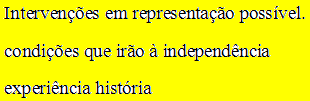 Intervenções em representação possível.
condições que irão à independência
experiência história